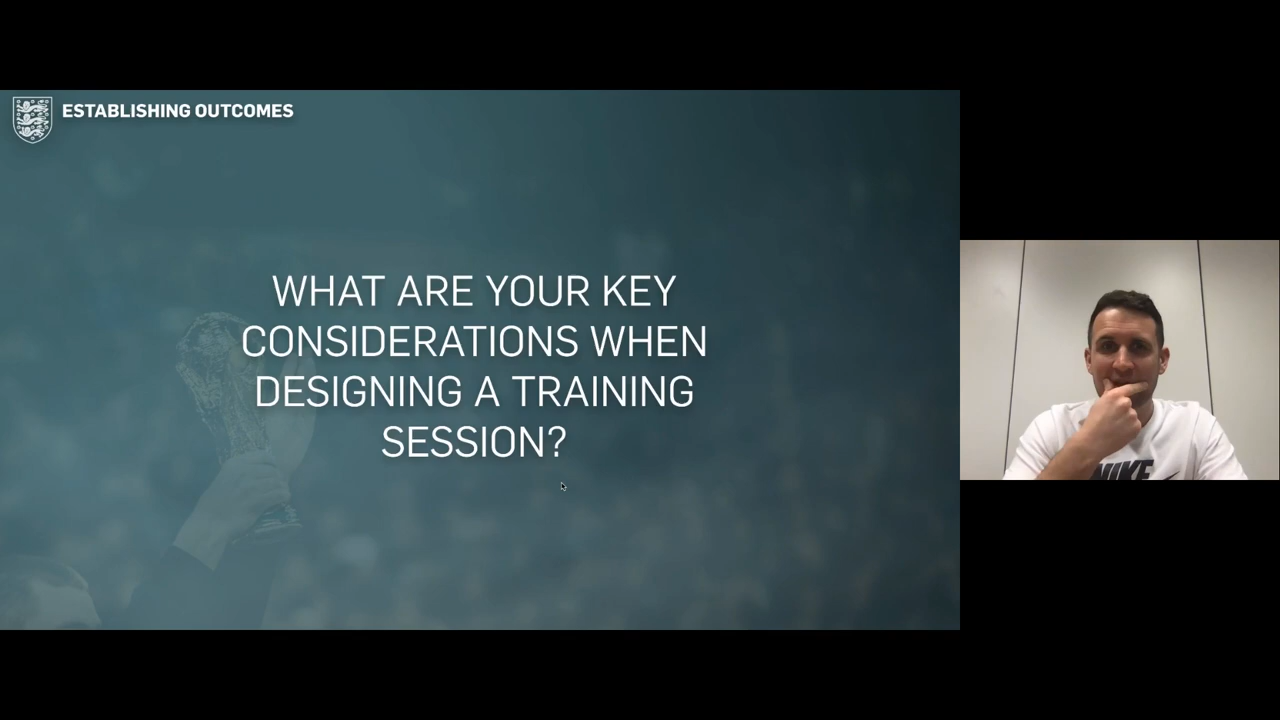 ESTABLISHING OUTCOMES
WHAT ARE YOUR KEY
CONSIDERATIONS WHEN
DESIGNING A TRAINING
SESSION?
NIKE